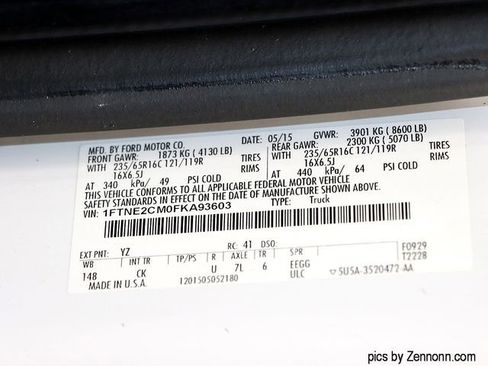 MFD. BY FORD MOTOR CO. DATE: 05/15 GVWR: 3901 KG ( 8600 LB)
FRONT GAWR: 1873 KG ( 4130 LB) REAR GAWR: 2300 KG ( 5070 LB)
WITH 235/65R16C 121/119R TIRES WITH 235/65R16C 121/119R TIRES
16X6.5J RIMS 16X6.5J RIMS
AT 340 kPa/ 49 PSI COLD AT 440 kPa/ 64 PSI COLD
THIS VEHICLE CONFORMS TO ALL APPLICABLE FEDERAL MOTOR VEHICLE
SAFETY STANDARDS IN EFFECT ON THE DATE OF MANUFACTURE SHOWN ABOVE.
VIN: 1FTNE2CM0FKA93603 TYPE: Truck
EXT PNT: YZ RC: 41 DSO: F0929
WB INT TR TP/PS R AXLE TR SPR T2228
14B CK U 7L 6 EEGG
MADE IN U.S.A. 1201505052180 ULC 5U5A-3520472-AA
pics by Zennonn.com